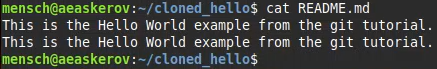 mensch@aeaskerov:~/cloned_hello$ cat README.md
This is the Hello World example from the git tutorial.
This is the Hello World example from the git tutorial.
mensch@aeaskerov:~/cloned_hello$